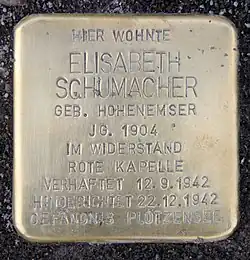 HIER WOHNTE
ELISABETH
SCHUMACHER
GEB. HOHENEMSER
JG. 1904
IM WIDERSTAND
ROTE KAPELLE
VERHAFTET 12.9.1942
HINGERICHTET 22.12.1942
GEFÄNGNIS PLÖTZENSEE